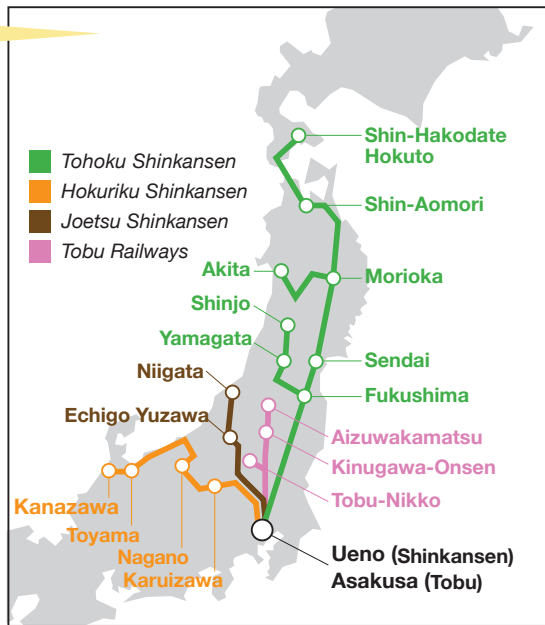 Tohoku Shinkansen
Hokuriku Shinkansen
Joetsu Shinkansen
Tobu Railways
Shin-Hakodate
Hokuto
Shin-Aomori
Akita
Morioka
Shinjo
Yamagata
Sendai
Niigata
Fukushima
Echigo Yuzawa
Aizuwakamatsu
Kinugawa-Onsen
Tobu-Nikko
Kanazawa
Toyama
Nagano
Karuizawa
Ueno (Shinkansen)
Asakusa (Tobu)